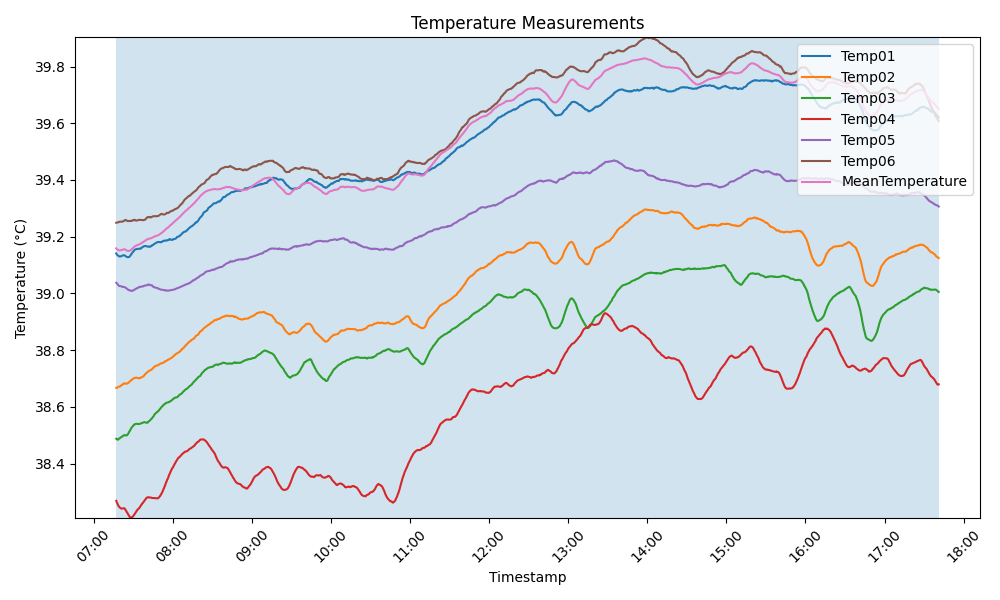 Temperature Measurements
Temp01
Temp02
Temp03
Temp04
Temp05
Temp06
MeanTemperature
Temperature (°C)
39.8
39.6
39.4
39.2
39.0
38.8
38.6
38.4
07:00
08:00
09:00
10:00
11:00
12:00
13:00
14:00
15:00
16:00
17:00
18:00
Timestamp